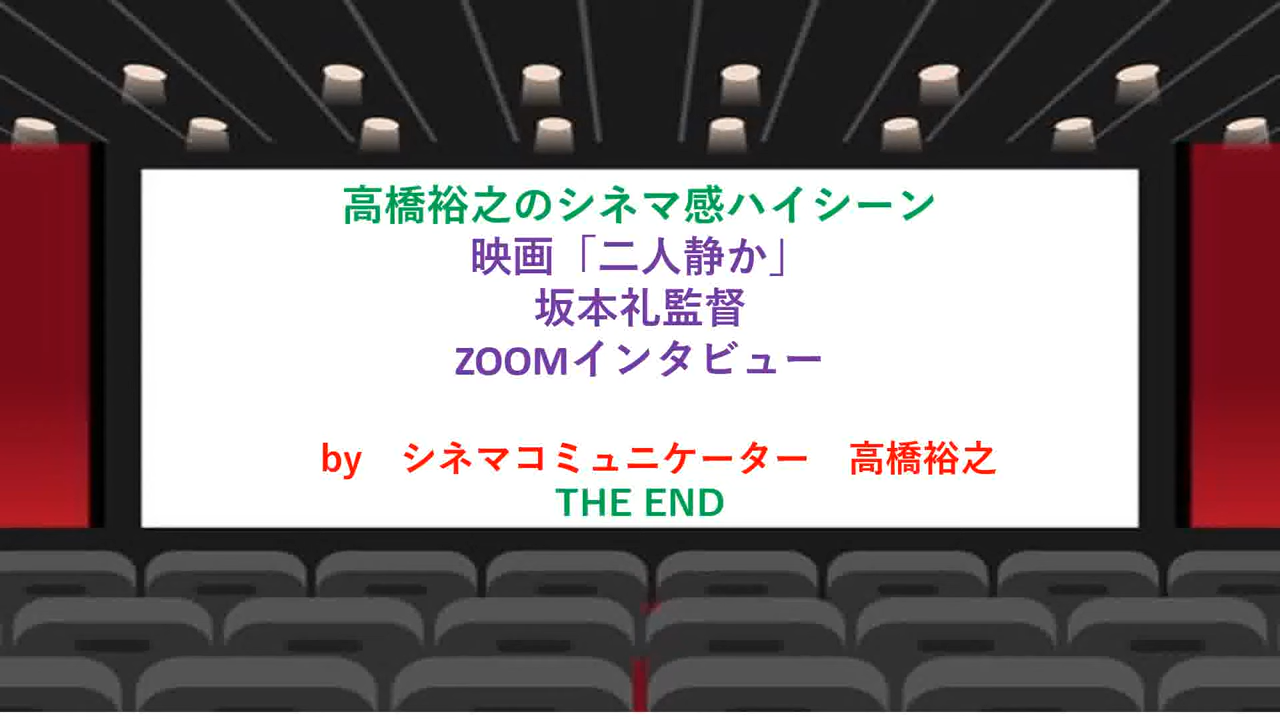 高橋裕之のシネマ感ハイシーン
映画「二人静か」
坂本礼監督
ZOOMインタビュー
by　シネマコミュニケーター　高橋裕之
THE END